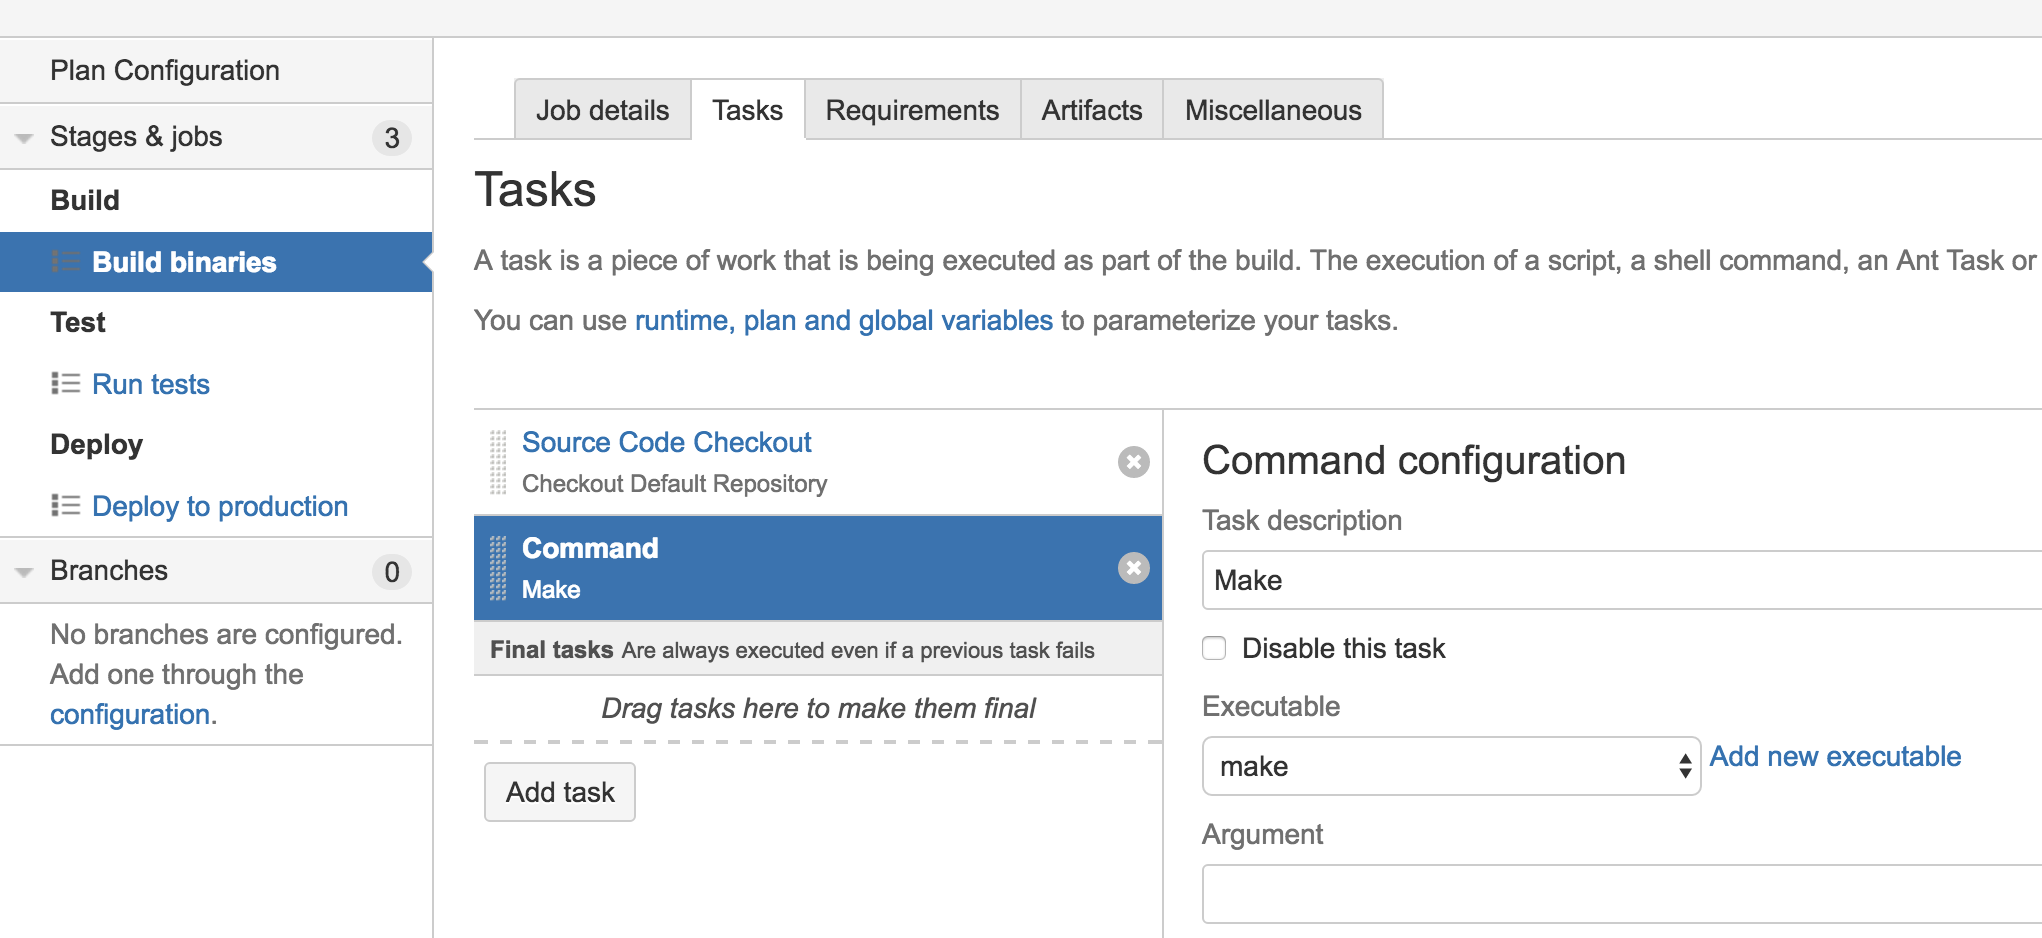 Plan Configuration
Stages & jobs 3
Build
Build binaries
Test
Run tests
Deploy
Deploy to production
Branches 0
No branches are configured.
Add one through the
configuration.
Job details Tasks Requirements Artifacts Miscellaneous
Tasks
A task is a piece of work that is being executed as part of the build. The execution of a script, a shell command, an Ant Task or
You can use runtime, plan and global variables to parameterize your tasks.
Source Code Checkout
Checkout Default Repository
Command
Make
Final tasks Are always executed even if a previous task fails
Drag tasks here to make them final
Add task
Command configuration
Task description
Make
Disable this task
Executable
make Add new executable
Argument